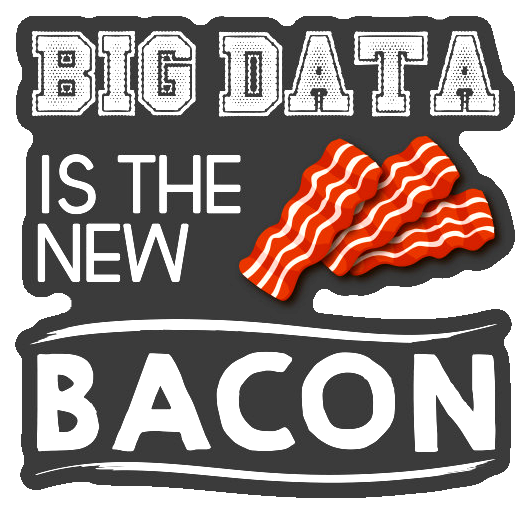 BIG DATA
IS THE
NEW
BACON